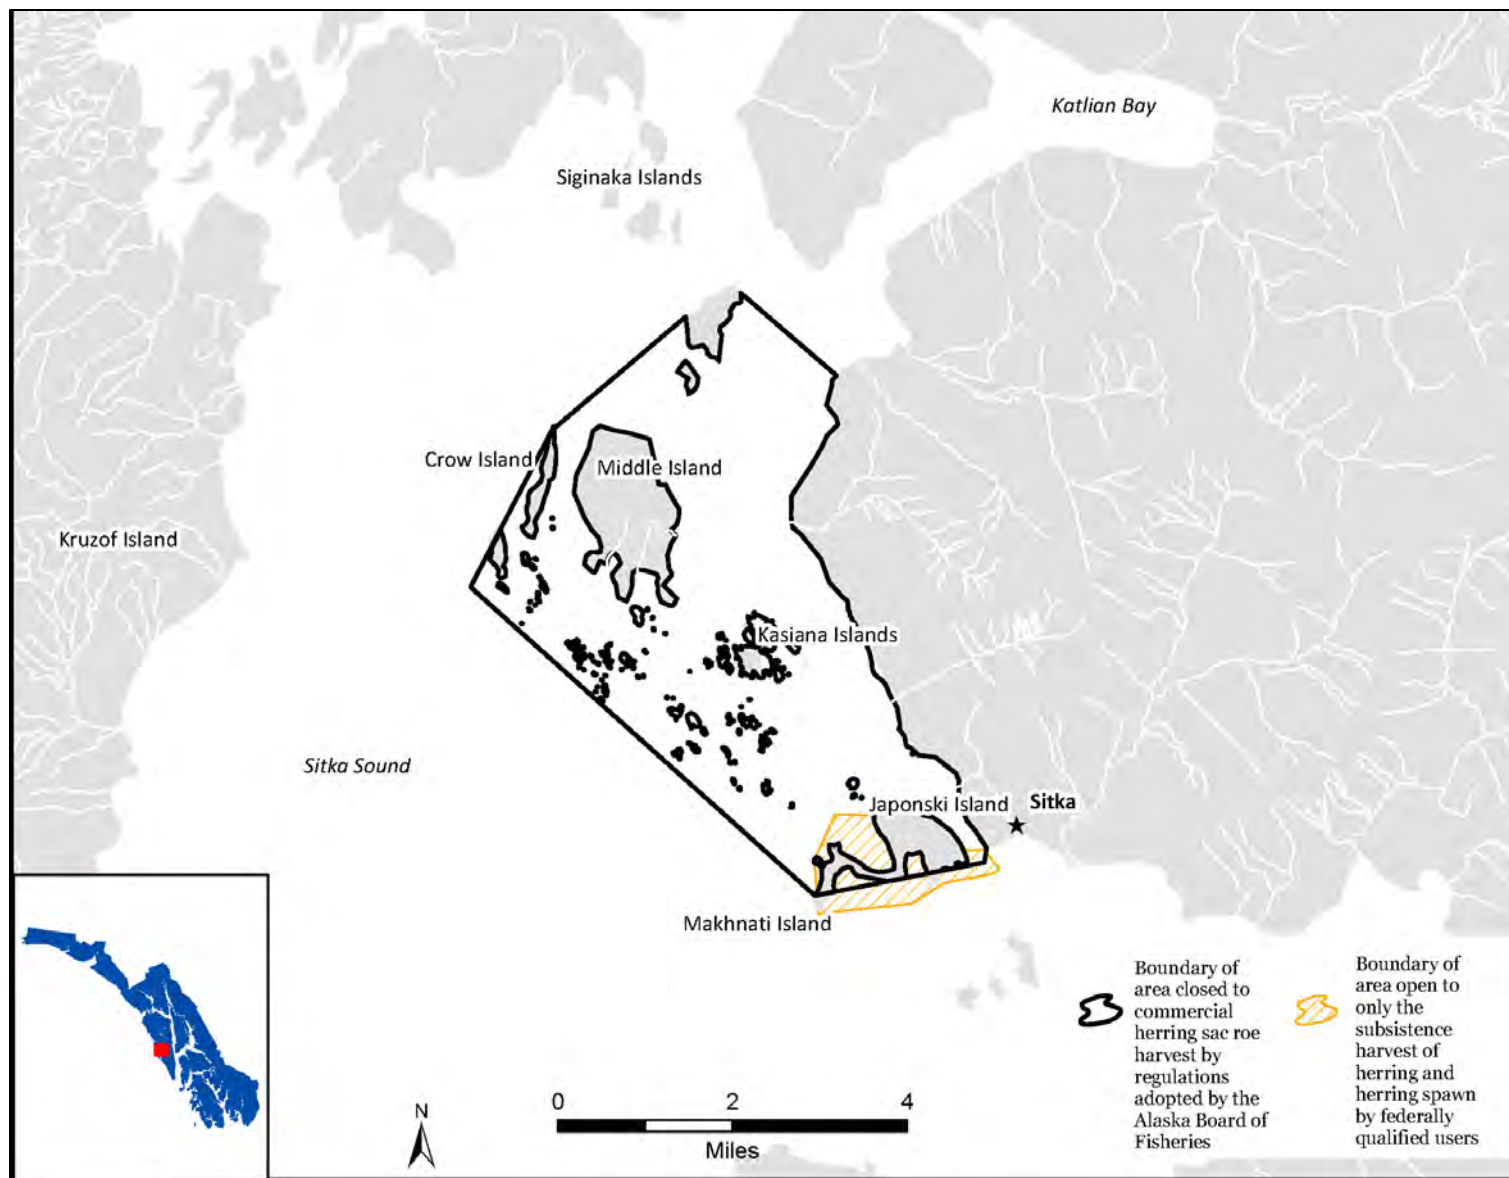 Katlian Bay
Siginaka Islands
Crow Island
Middle Island
Kruzof Island
Kasiana Islands
Sitka Sound
Japonski Island
Sitka
Makhnati Island
Boundary of
area closed to
commercial
herring sac roe
harvest by
regulations
adopted by the
Alaska Board of
Fisheries
Boundary of
area open to
only the
subsistence
harvest of
herring and
herring spawn
by federally
qualified users
N
0 2 4
Miles